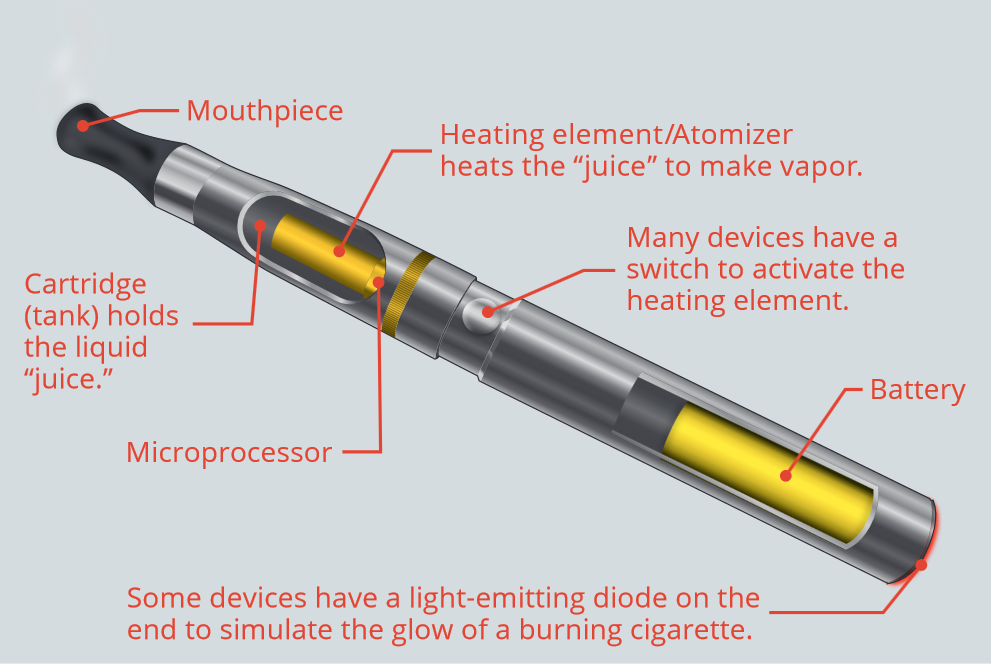 Mouthpiece
Heating element/Atomizer
heats the “juice” to make vapor.
Many devices have a
switch to activate the
heating element.
Cartridge
(tank) holds
the liquid
“juice.”
Battery
Microprocessor
Some devices have a light-emitting diode on the
end to simulate the glow of a burning cigarette.